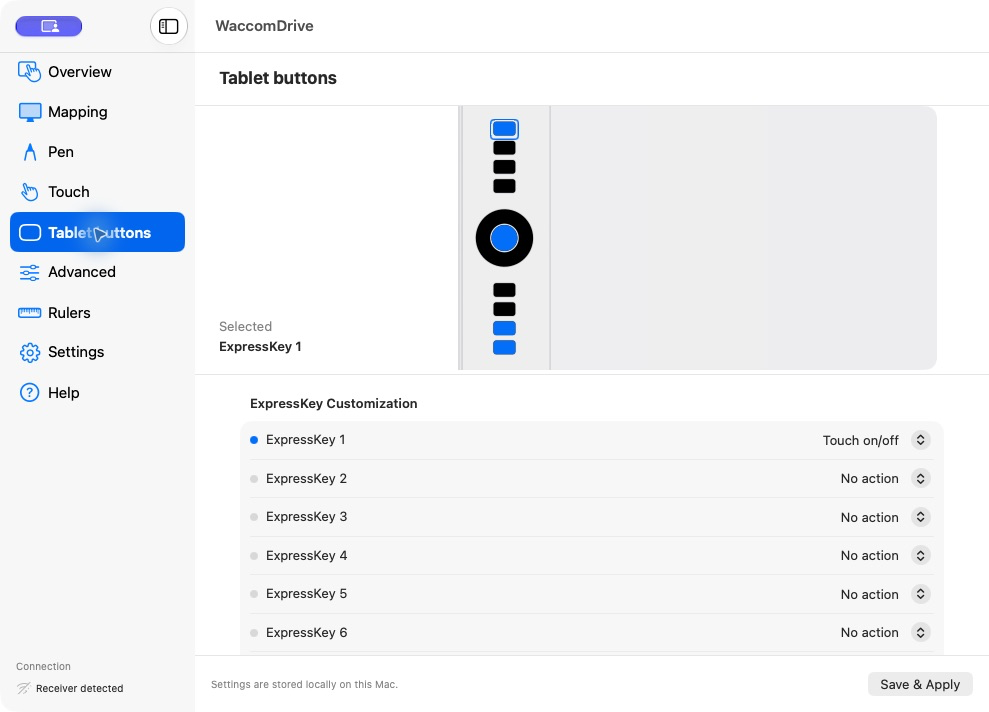 WaccomDrive
Overview
Mapping
Pen
Touch
Tablet buttons
Advanced
Rulers
Settings
Help
Connection
Receiver detected
Tablet buttons
Selected
ExpressKey 1
ExpressKey Customization
ExpressKey 1 Touch on/off
ExpressKey 2 No action
ExpressKey 3 No action
ExpressKey 4 No action
ExpressKey 5 No action
ExpressKey 6 No action
Settings are stored locally on this Mac.
Save & Apply